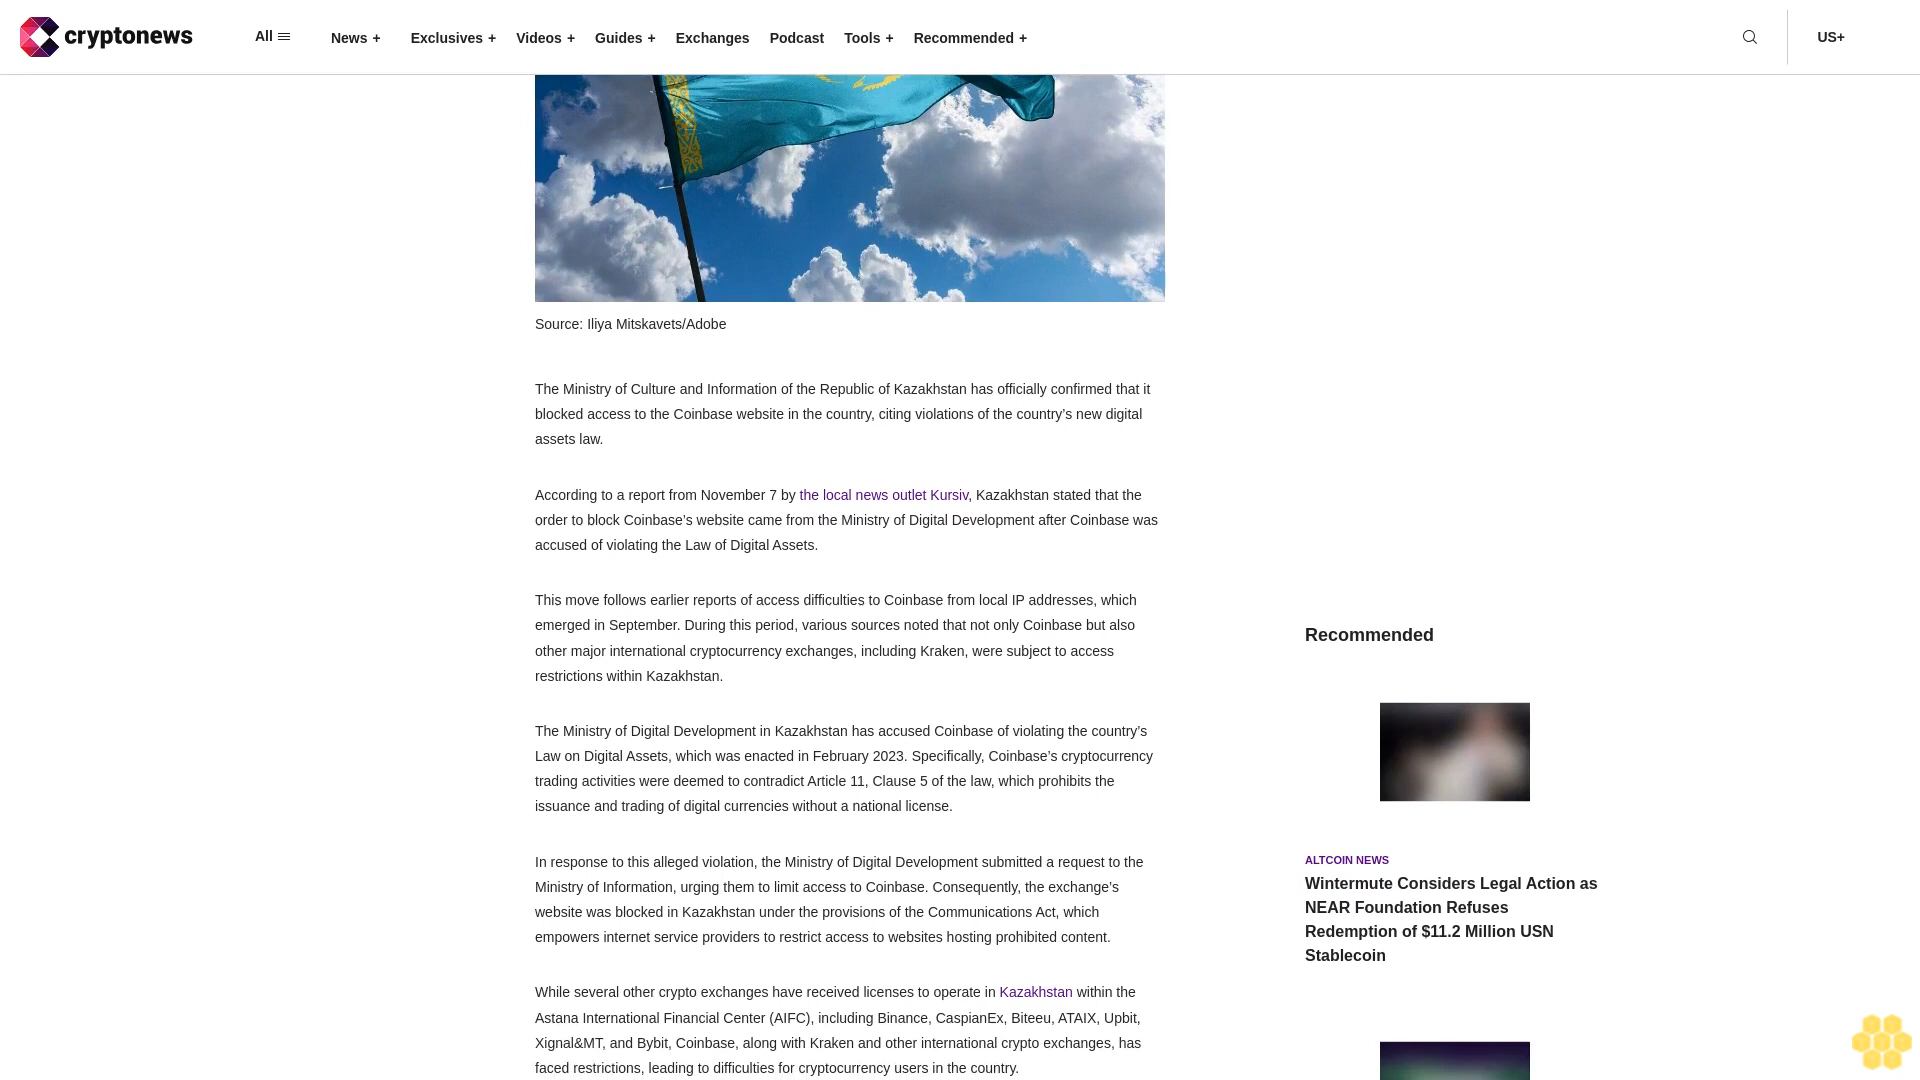 cryptonews
All
News +
Exclusives +
Videos +
Guides +
Exchanges
Podcast
Tools +
Recommended +
US+
Source: Iliya Mitskavets/Adobe
The Ministry of Culture and Information of the Republic of Kazakhstan has officially confirmed that it
blocked access to the Coinbase website in the country, citing violations of the country’s new digital
assets law.
According to a report from November 7 by the local news outlet Kursiv, Kazakhstan stated that the
order to block Coinbase’s website came from the Ministry of Digital Development after Coinbase was
accused of violating the Law of Digital Assets.
This move follows earlier reports of access difficulties to Coinbase from local IP addresses, which
emerged in September. During this period, various sources noted that not only Coinbase but also
other major international cryptocurrency exchanges, including Kraken, were subject to access
restrictions within Kazakhstan.
The Ministry of Digital Development in Kazakhstan has accused Coinbase of violating the country’s
Law on Digital Assets, which was enacted in February 2023. Specifically, Coinbase’s cryptocurrency
trading activities were deemed to contradict Article 11, Clause 5 of the law, which prohibits the
issuance and trading of digital currencies without a national license.
In response to this alleged violation, the Ministry of Digital Development submitted a request to the
Ministry of Information, urging them to limit access to Coinbase. Consequently, the exchange’s
website was blocked in Kazakhstan under the provisions of the Communications Act, which
empowers internet service providers to restrict access to websites hosting prohibited content.
While several other crypto exchanges have received licenses to operate in Kazakhstan within the
Astana International Financial Center (AIFC), including Binance, CaspianEx, Biteeu, ATAIX, Upbit,
Xignal&MT, and Bybit, Coinbase, along with Kraken and other international crypto exchanges, has
faced restrictions, leading to difficulties for cryptocurrency users in the country.
Recommended
ALTCOIN NEWS
Wintermute Considers Legal Action as
NEAR Foundation Refuses
Redemption of $11.2 Million USN
Stablecoin